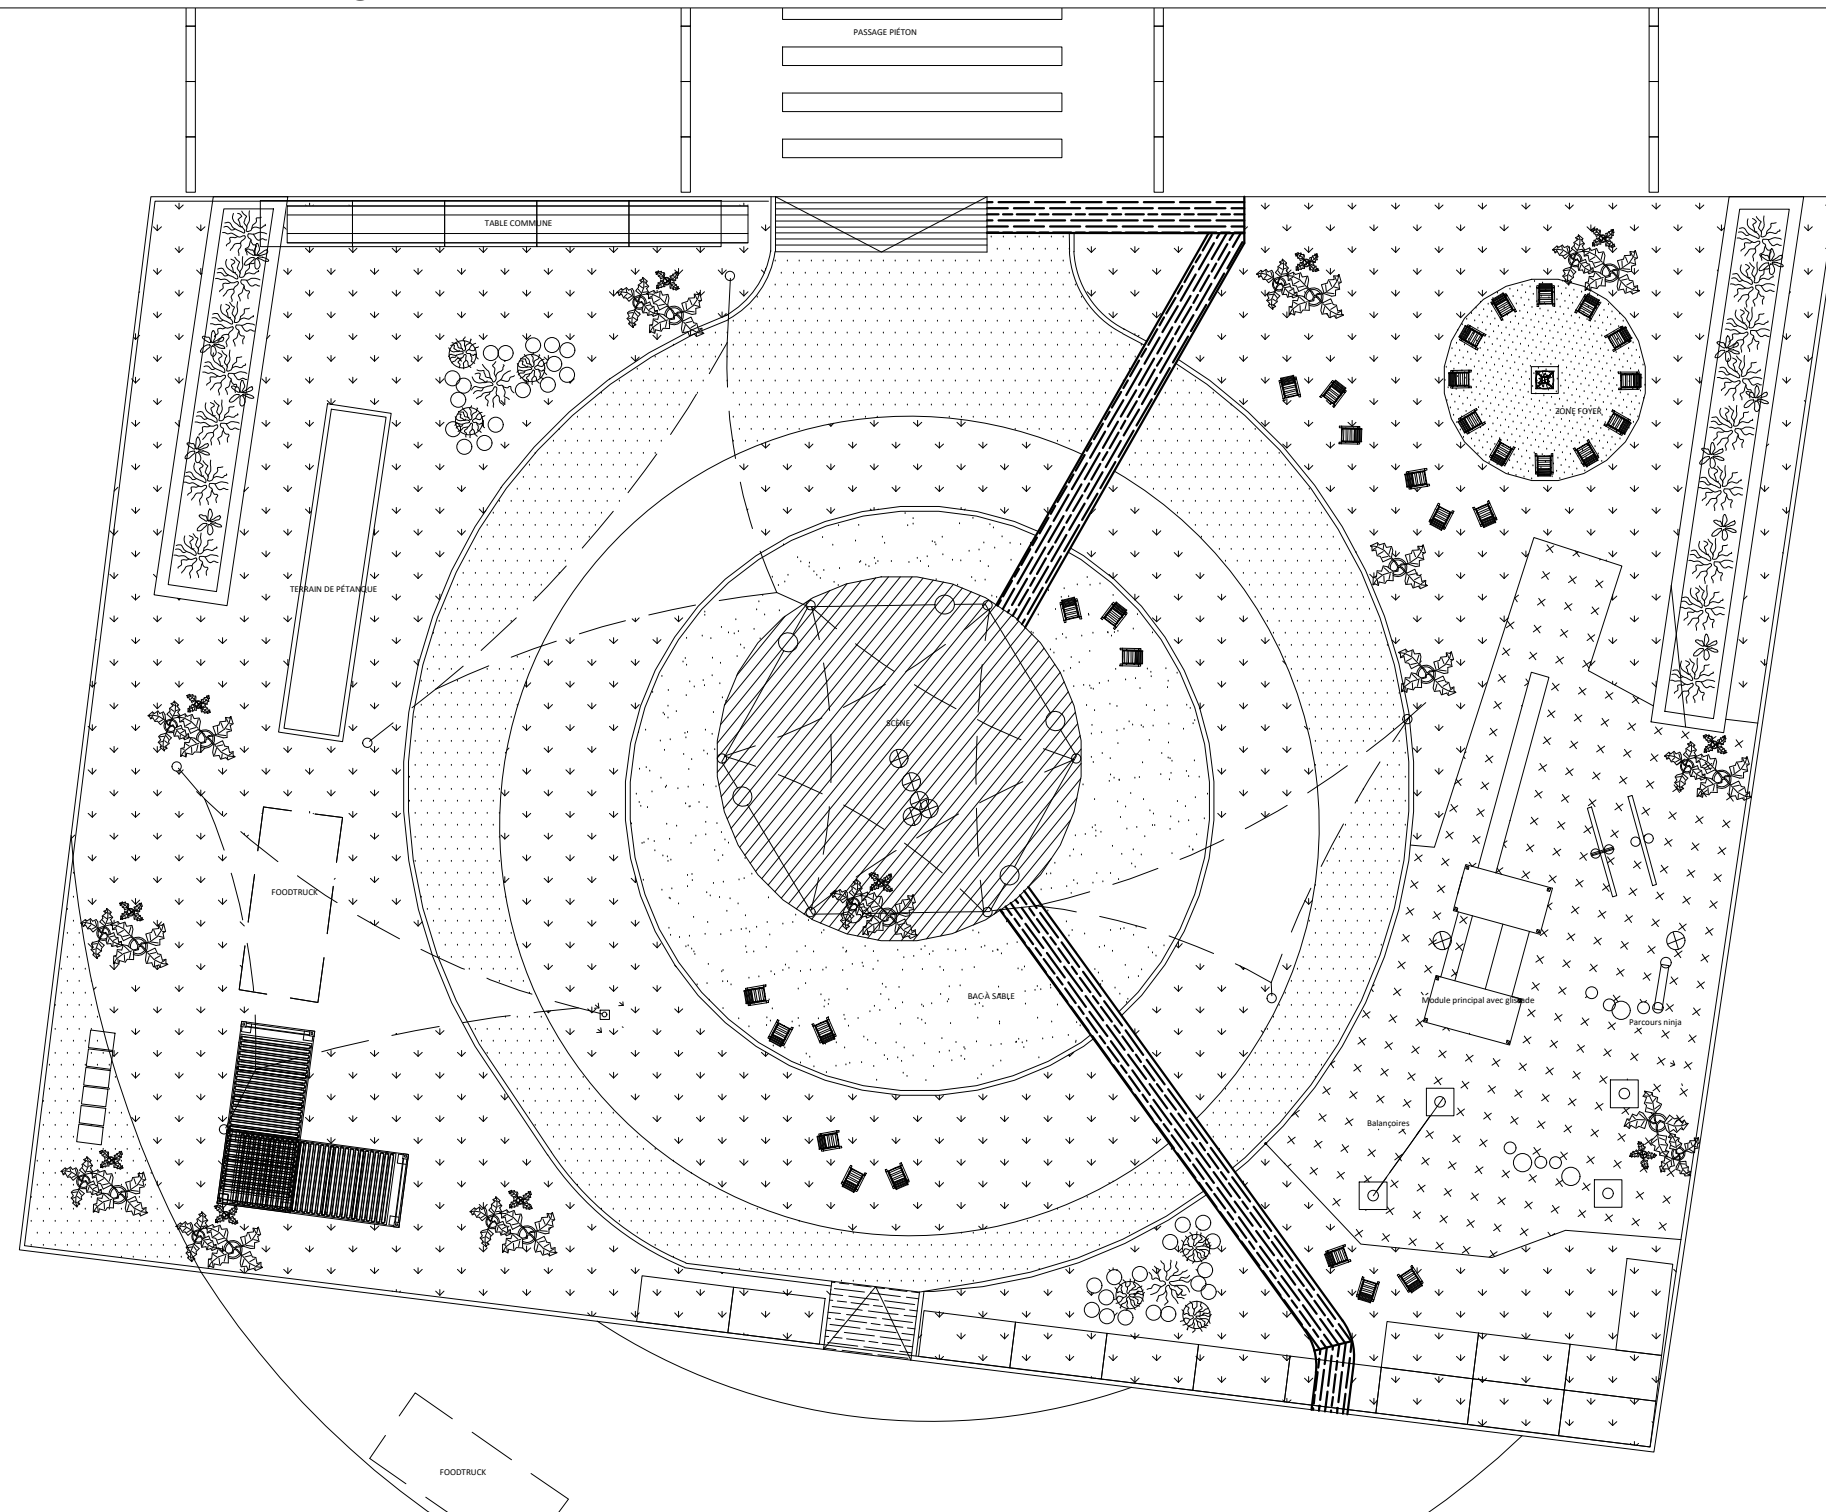 PASSAGE PIÉTON
TABLE COMMUNE
ZONE FOYER
TERRAIN DE PÉTANQUE
SCÈNE
FOODTRUCK
BAC À SABLE
Module principal avec glissade
Parcours ninja
Balançoires
FOODTRUCK